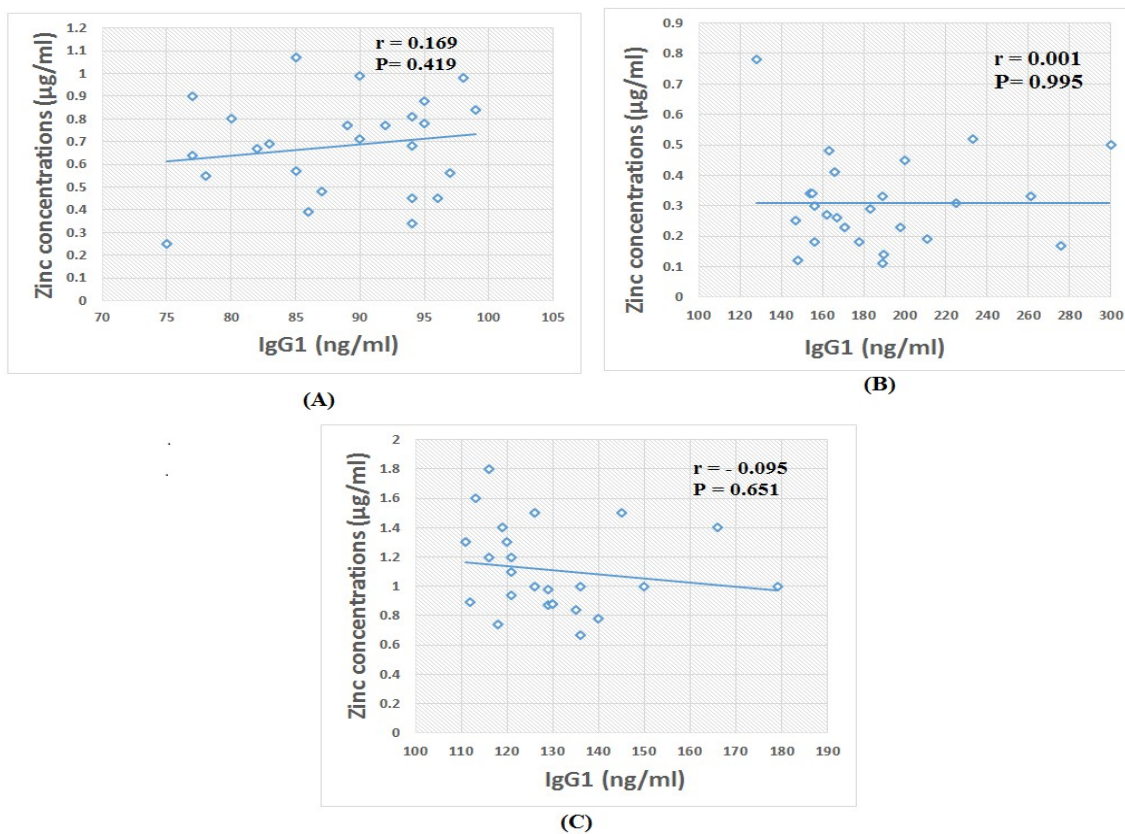 1.2
1.1
1
0.9
0.8
0.7
0.6
0.5
0.4
0.3
0.2
0.1
0
Zinc concentrations (µg/ml)
r = 0.169
P= 0.419
70 75 80 85 90 95 100 105
IgG1 (ng/ml)
(A)
0.9
0.8
0.7
0.6
0.5
0.4
0.3
0.2
0.1
0
Zinc concentrations (µg/ml)
r = 0.001
P= 0.995
100 120 140 160 180 200 220 240 260 280 300
IgG1 (ng/ml)
(B)
2
1.8
1.6
1.4
1.2
1
0.8
0.6
0.4
0.2
0
Zinc concentrations (µg/ml)
r = - 0.095
P = 0.651
100 110 120 130 140 150 160 170 180 190
IgG1 (ng/ml)
(C)